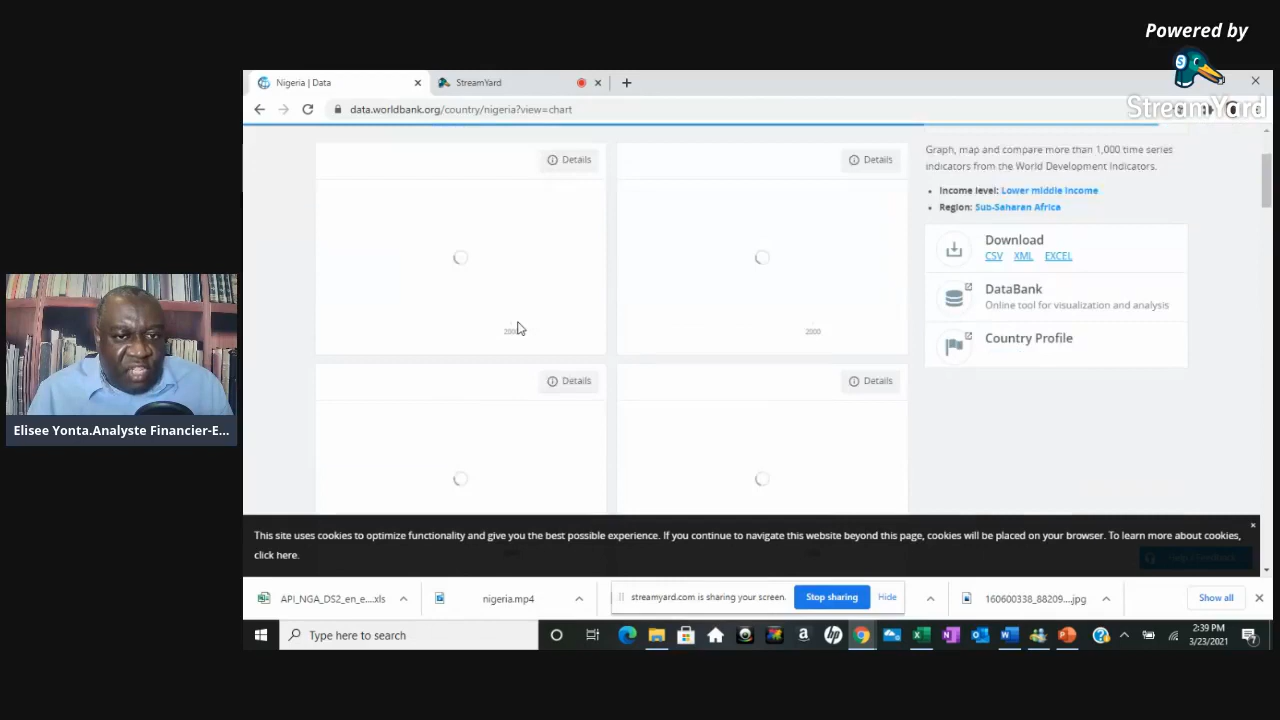 Powered by
StreamYard
Nigeria | Data
StreamYard
data.worldbank.org/country/nigeria?view=chart
Details
Details
Graph, map and compare more than 1,000 time series
indicators from the World Development Indicators.
Income level: Lower middle income
Region: Sub-Saharan Africa
Download
CSV XML EXCEL
DataBank
Online tool for visualization and analysis
Country Profile
2000
Details
Details
Elisee Yonta.Analyste Financier-E...
This site uses cookies to optimize functionality and give you the best possible experience. If you continue to navigate this website beyond this page, cookies will be placed on your browser. To learn more about cookies,
click here.
Help / Feedback
API_NGA_DS2_en_e....xls
nigeria.mp4
streamyard.com is sharing your screen.
Stop sharing
Hide
160600338_88209....jpg
Show all
Type here to search
2:39 PM
3/23/2021